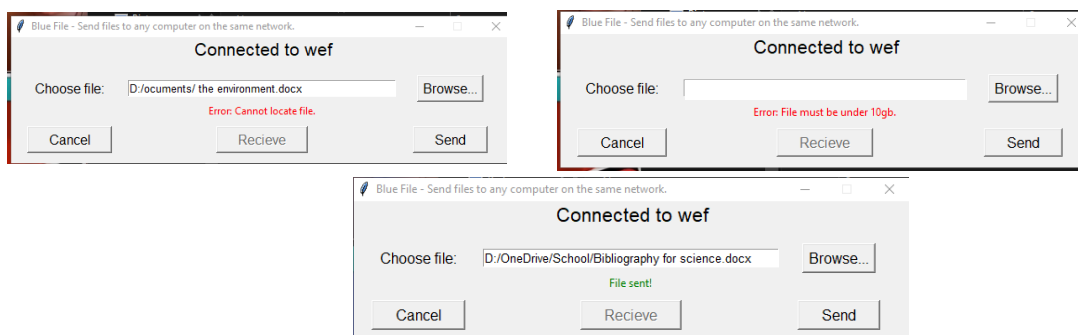 Blue File - Send files to any computer on the same network.
Connected to wef
Choose file: D:/ocuments/ the environment.docx Browse...
Error: Cannot locate file.
Cancel Recieve Send
Blue File - Send files to any computer on the same network.
Connected to wef
Choose file: Browse...
Error: File must be under 10gb.
Cancel Recieve Send
Blue File - Send files to any computer on the same network.
Connected to wef
Choose file: D:/OneDrive/School/Bibliography for science.docx Browse...
File sent!
Cancel Recieve Send